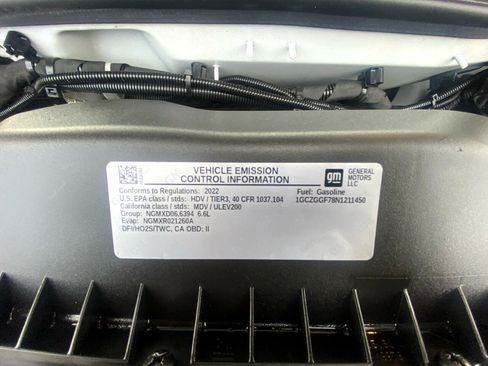 VEHICLE EMISSION
CONTROL INFORMATION
gm
GENERAL
MOTORS
LLC
Conforms to Regulations: 2022
Fuel: Gasoline
U.S. EPA class / stds: HDV / TIER3, 40 CFR 1037.104
1GCZGGF78N1211450
California class / stds: MDV / ULEV200
Group: NGMXD06.6394 6.6L
Evap: NGMXR021260A
DFI/HO2S/TWC, CA OBD: II